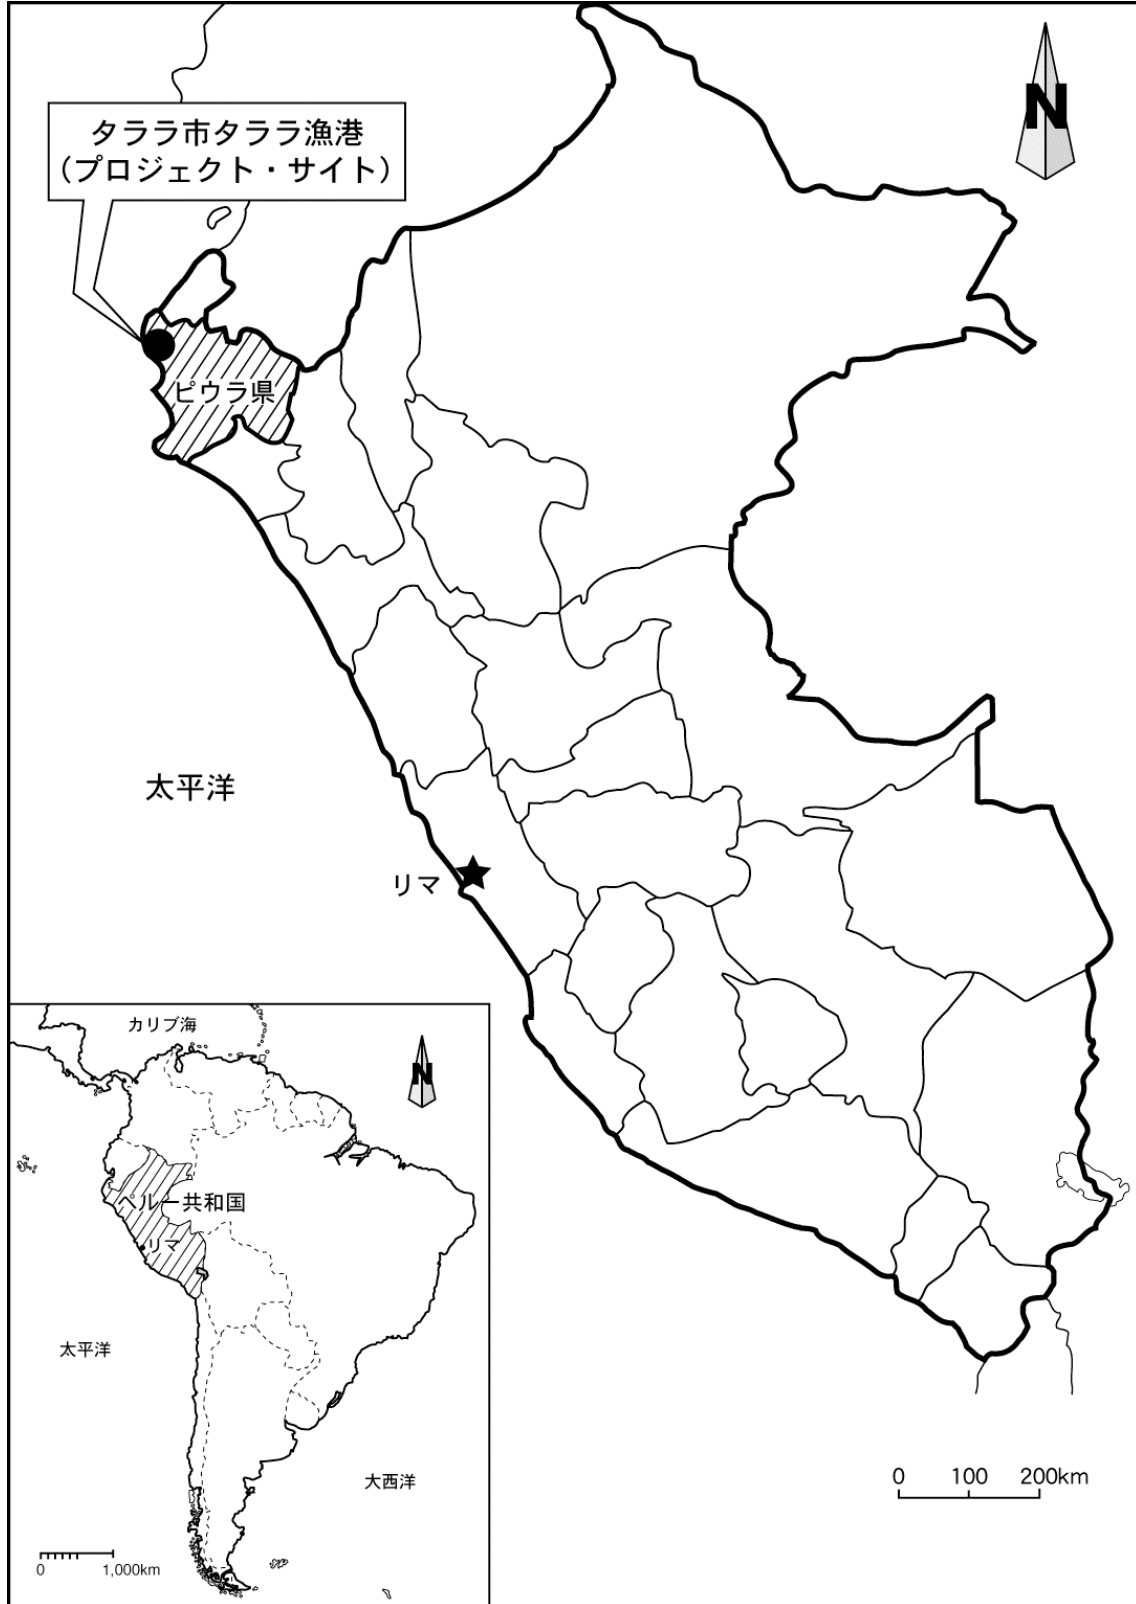 タララ市タララ漁港
（プロジェクト・サイト）
N
ピウラ県
太平洋
リマ
カリブ海
N
ペルー共和国
リマ
太平洋
大西洋
0 100 200km
0 1,000km